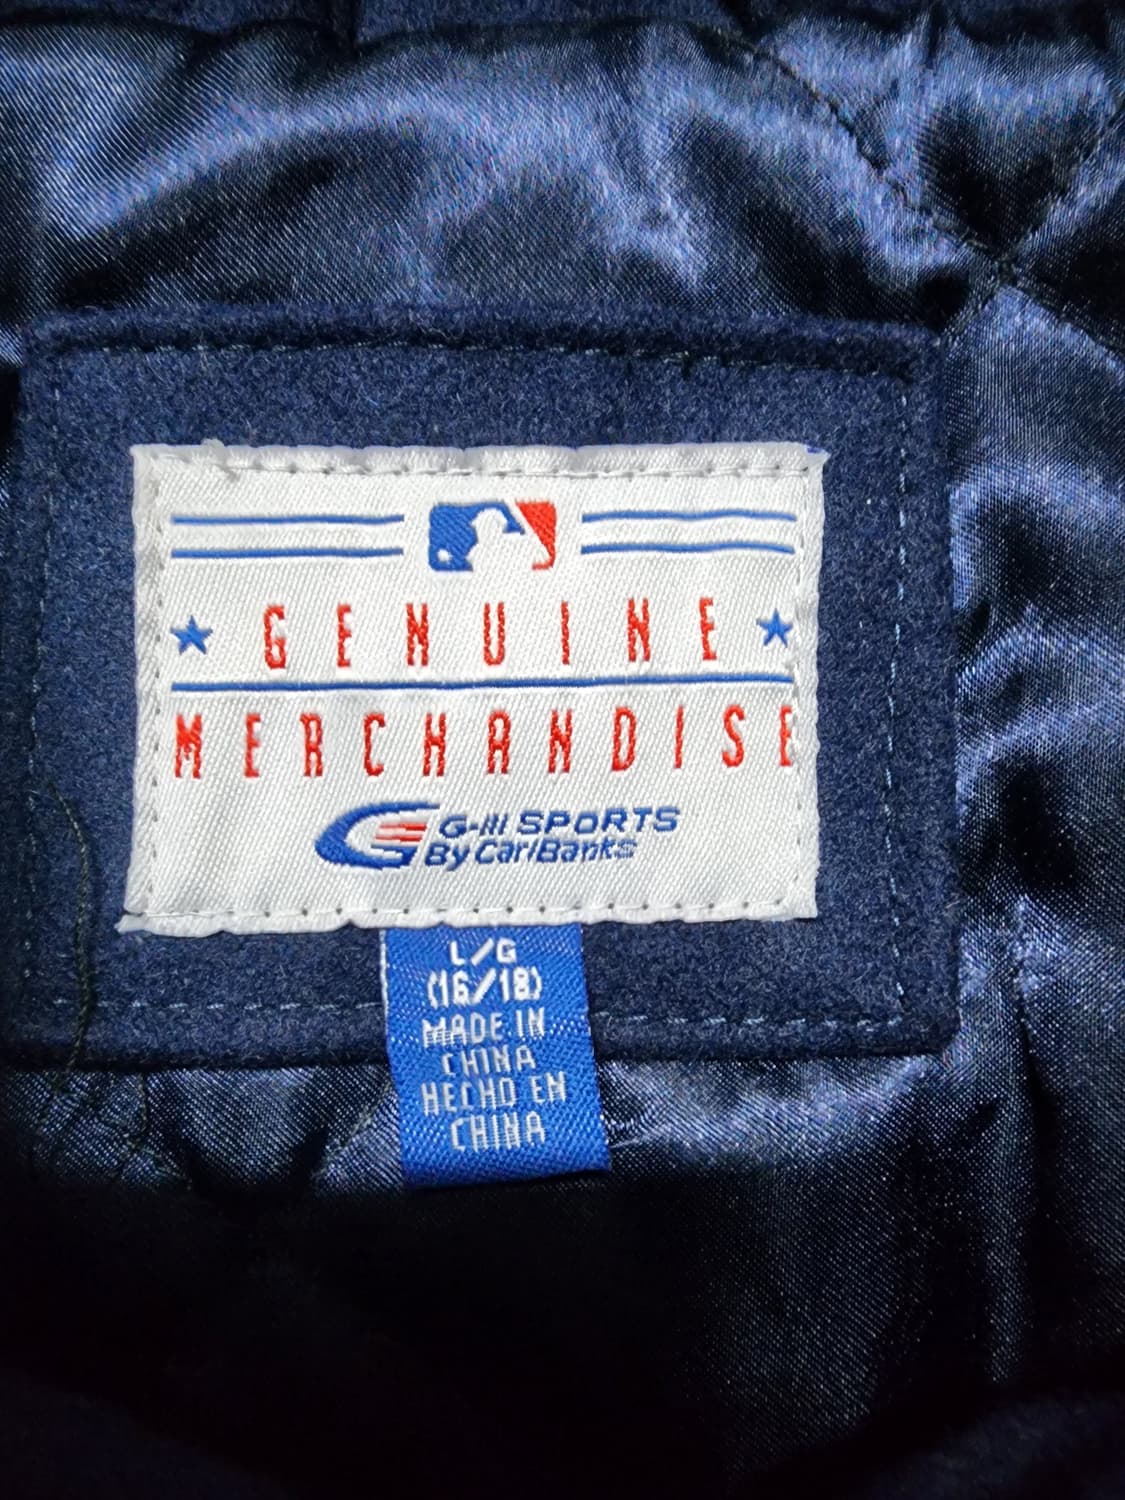 GENUINE
MERCHANDISE
G-III SPORTS
By Carl Banks
L/G
(16/18)
MADE IN
CHINA
HECHO EN
CHINA